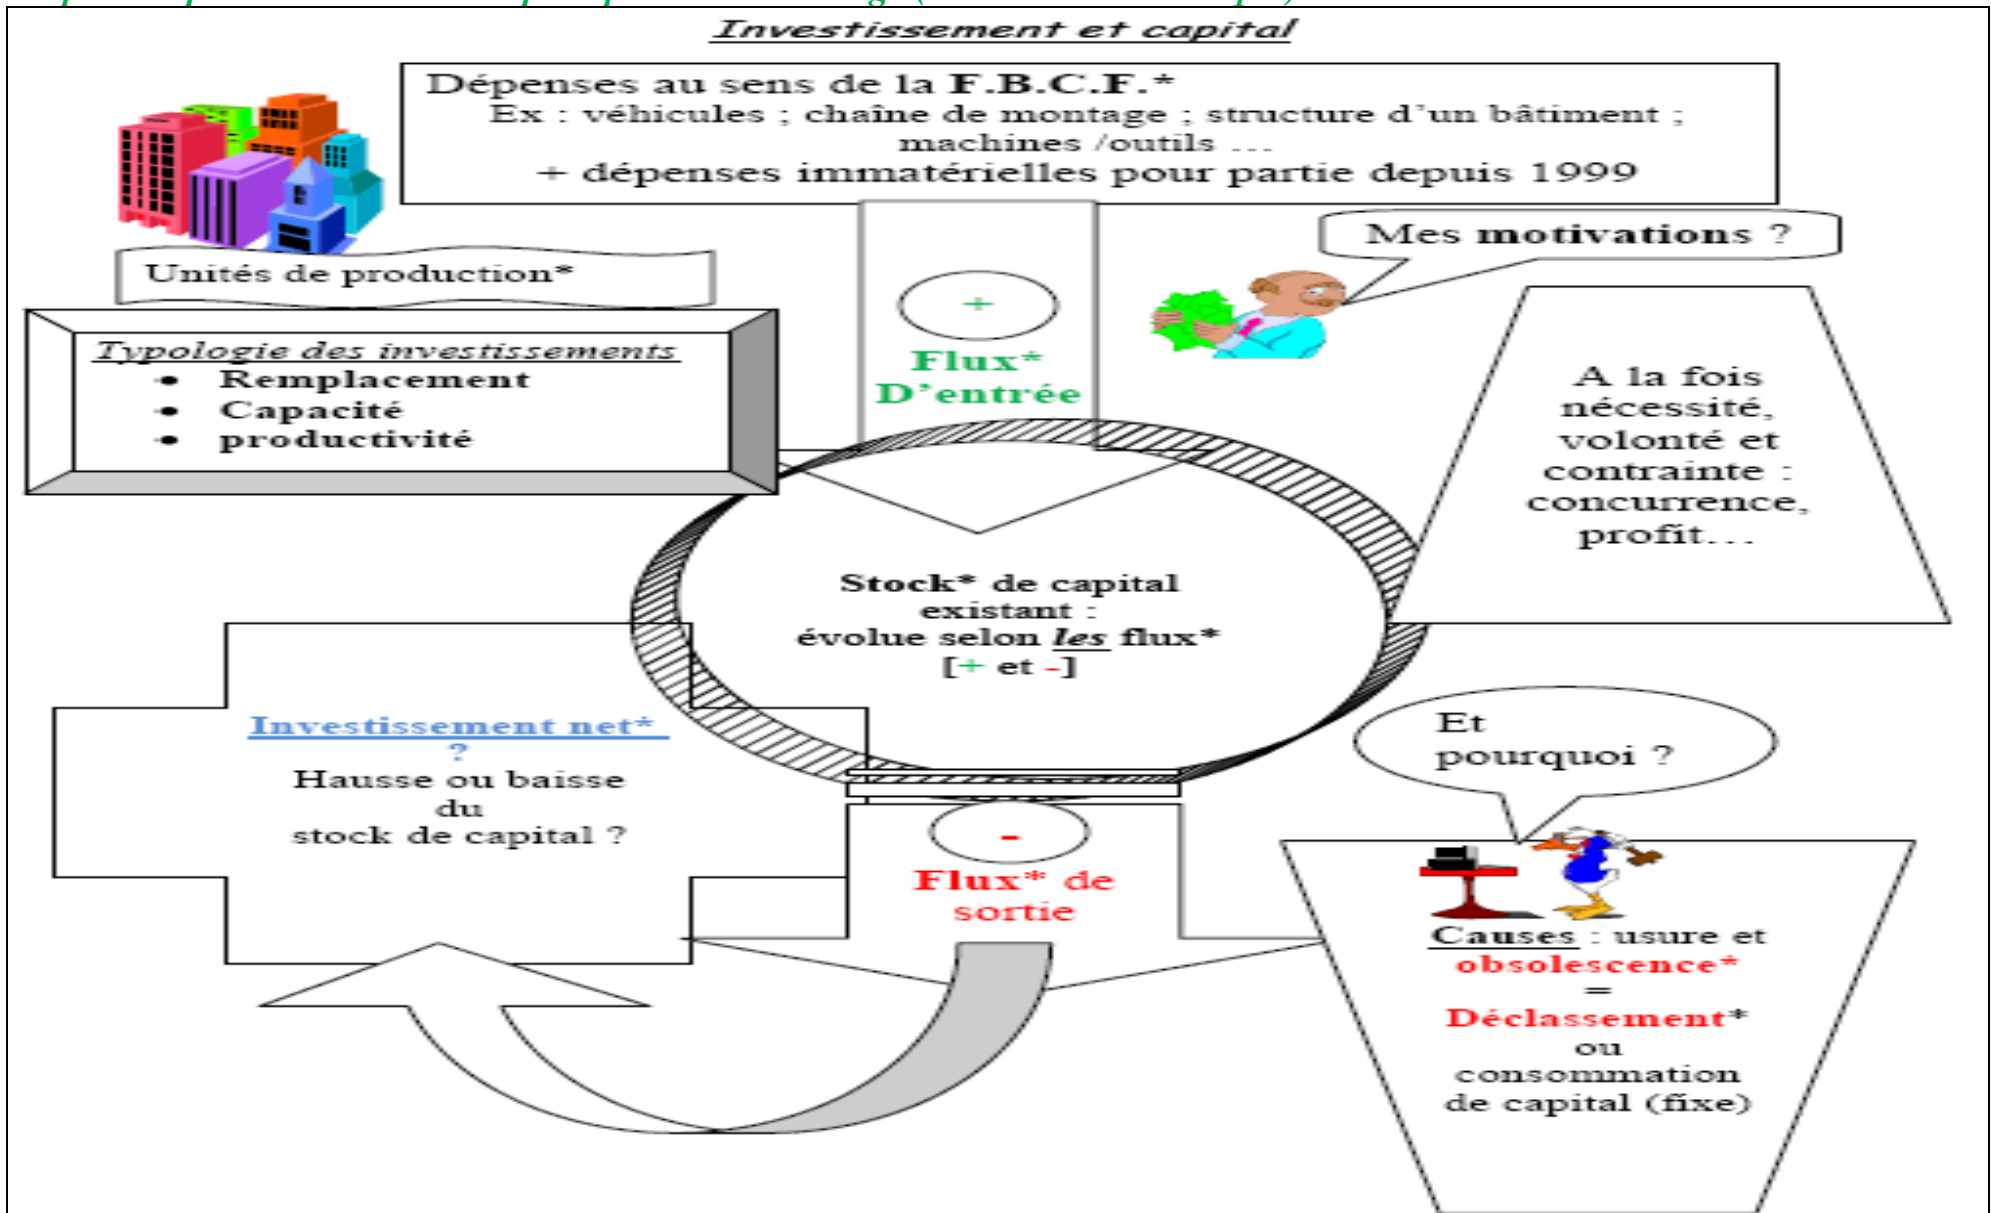 Investissement et capital
Dépenses au sens de la F.B.C.F.*
Ex : véhicules ; chaîne de montage ; structure d'un bâtiment ;
machines /outils ...
+ dépenses immatérielles pour partie depuis 1999
Mes motivations ?
Unités de production*
Typologie des investissements
• Remplacement
• Capacité
• productivité
+
Flux*
D'entrée
A la fois
nécessité,
volonté et
contrainte :
concurrence,
profit...
Stock* de capital
existant :
évolue selon les flux*
[+ et -]
Investissement net*
?
Hausse ou baisse
du
stock de capital ?
Et
pourquoi ?
-
Flux* de
sortie
Causes : usure et
obsolescence*
=
Déclassement*
ou
consommation
de capital (fixe)